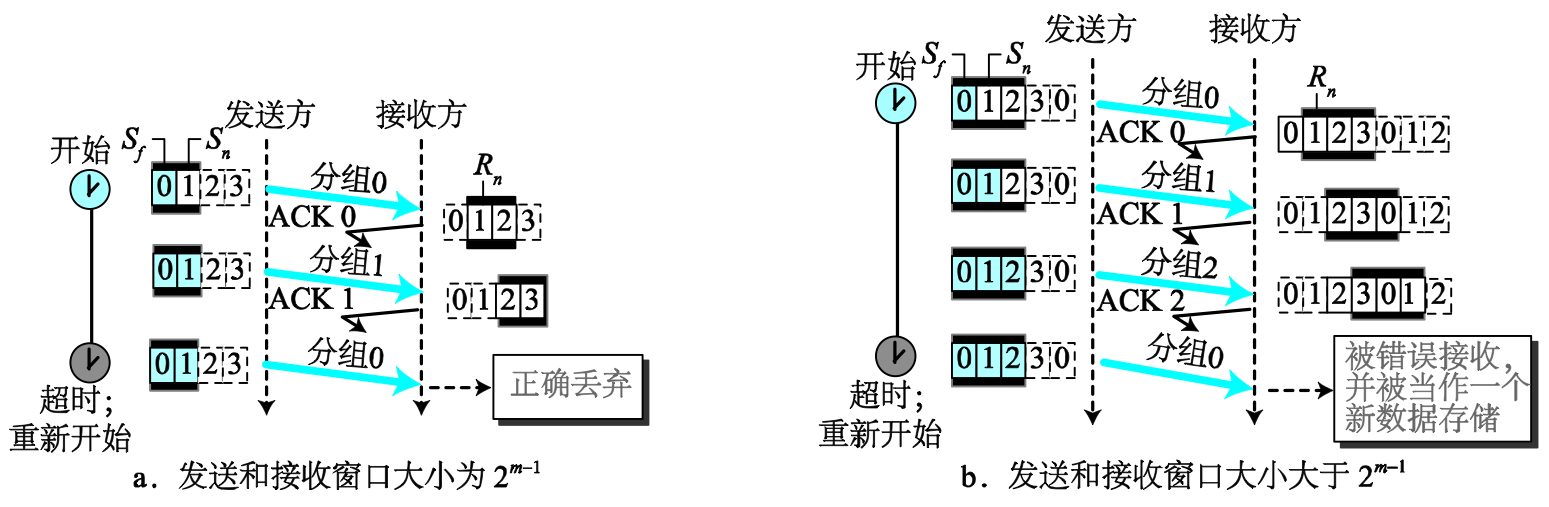 发送方
接收方
开始
S_f
S_n
0 1 2 3
分组0
R_n
ACK 0
0 1 2 3
0 1 2 3
分组1
ACK 1
0 1 2 3
0 1 2 3
分组0
正确丢弃
超时;
重新开始
a. 发送和接收窗口大小为 2^{m-1}
发送方
接收方
开始
S_f
S_n
0 1 2 3 0
分组0
R_n
ACK 0
0 1 2 3 0 1 2
0 1 2 3 0
分组1
ACK 1
0 1 2 3 0 1 2
0 1 2 3 0
分组2
ACK 2
0 1 2 3 0 1 2
0 1 2 3 0
分组0
被错误接收,
并被当作一个
新数据存储
超时;
重新开始
b. 发送和接收窗口大小大于 2^{m-1}